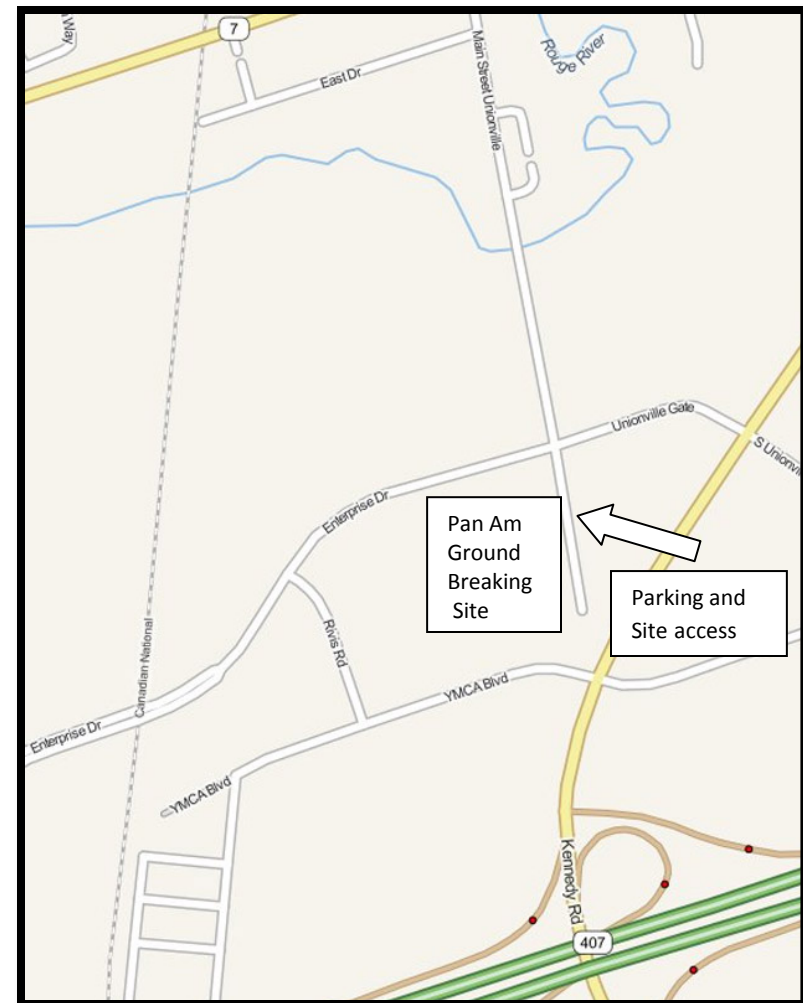 Way
7
East Dr
Main Street Unionville
Rouge River
Unionville Gate
S Unionvi
Enterprise Dr
Pan Am
Ground
Breaking
Site
Parking and
Site access
Rivis Rd
Canadian National
YMCA Blvd
Enterprise Dr
YMCA Blvd
Kennedy Rd
407